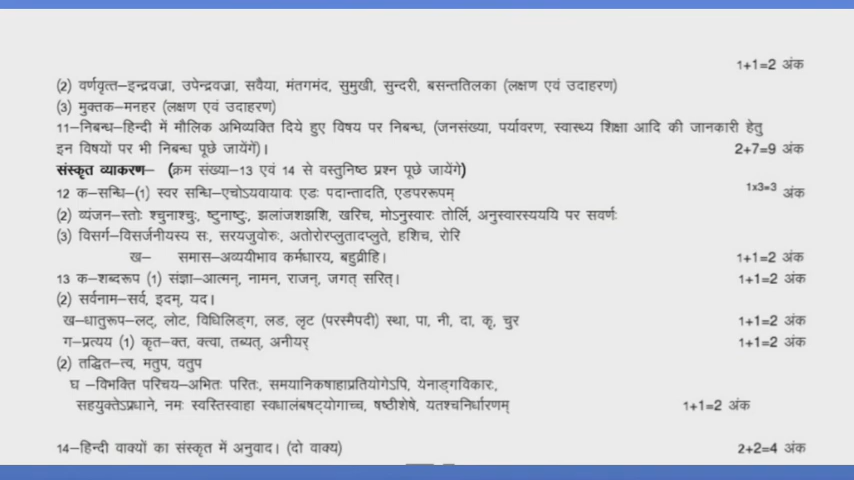 1+1=2 अंक
(2) वर्णवृत्त–इन्द्रवज्रा, उपेन्द्रवज्रा, सवैया, मंतगमंद, सुमुखी, सुन्दरी, बसन्ततिलका (लक्षण एवं उदाहरण)
(3) मुक्तक–मनहर (लक्षण एवं उदाहरण)
11–निबन्ध–हिन्दी में मौलिक अभिव्यक्ति दिये हुए विषय पर निबन्ध, (जनसंख्या, पर्यावरण, स्वास्थ्य शिक्षा आदि की जानकारी हेतु
इन विषयों पर भी निबन्ध पूछे जायेंगें)। 2+7=9 अंक
संस्कृत व्याकरण– (क्रम संख्या–13 एवं 14 से वस्तुनिष्ठ प्रश्न पूछे जायेंगे)
12 क–सन्धि–(1) स्वर सन्धि–एचोऽयवायावः एङः पदान्तादति, एङपररूपम् 1x3=3 अंक
(2) व्यंजन–स्तोः श्चुनाश्चुः, ष्टुनाष्टुः, झलांजशझशि, खरिच, मोऽनुस्वारः तोर्लि, अनुस्वारस्यययि पर सवर्णः
(3) विसर्ग–विसर्जनीयस्य सः, सरयजुवोरुः, अतोरोरप्लुतादप्लुते, हशिच, रोरि
ख– समास–अव्ययीभाव कर्मधारय, बहुव्रीहि। 1+1=2 अंक
13 क–शब्दरूप (1) संज्ञा–आत्मन्, नामन, राजन्, जगत् सरित्। 1+1=2 अंक
(2) सर्वनाम–सर्व, इदम्, यद।
ख–धातुरूप–लट्, लोट, विधिलिङ्ग, लङ, लृट (परस्मैपदी) स्था, पा, नी, दा, कृ, चुर 1+1=2 अंक
ग–प्रत्यय (1) कृत–क्त, क्त्वा, तब्यत्, अनीयर् 1+1=2 अंक
(2) तद्धित–त्व, मतुप, वतुप
घ –विभक्ति परिचय–अभितः परितः, समयानिकषाहाप्रतियोगेऽपि, येनाङ्गविकारः,
सहयुक्तेऽप्रधाने, नमः स्वस्तिस्वाहा स्वधालंबषट्योगाच्च, षष्ठीशेषे, यतश्चनिर्धारणम् 1+1=2 अंक
14–हिन्दी वाक्यों का संस्कृत में अनुवाद। (दो वाक्य) 2+2=4 अंक